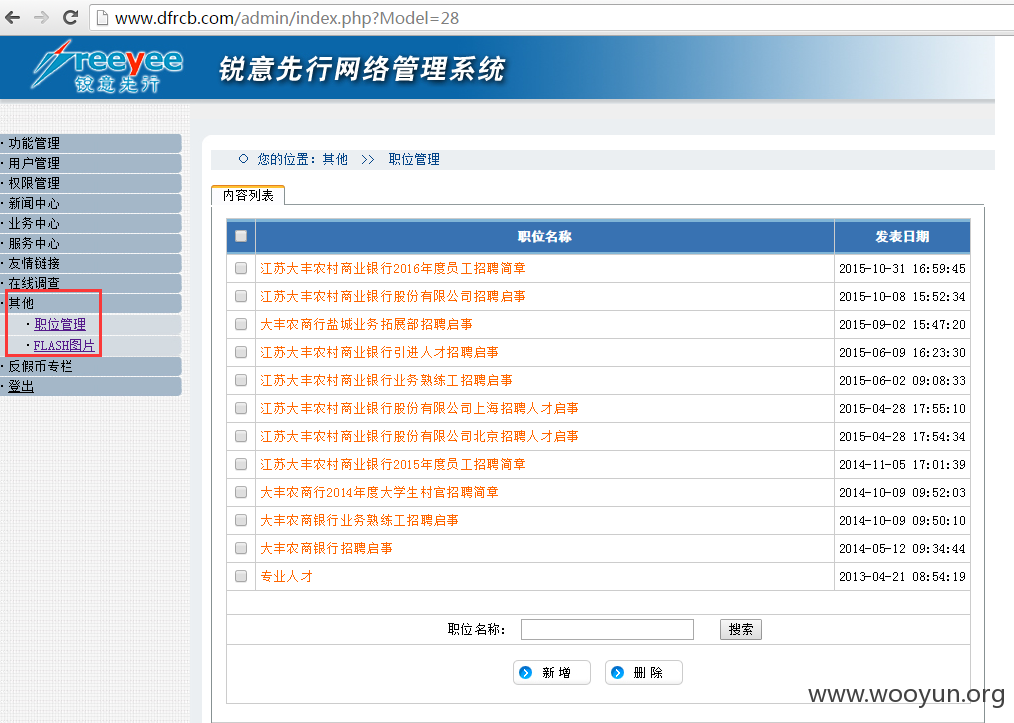 www.dfrcb.com/admin/index.php?Model=28
freeyee
锐意先行
锐意先行网络管理系统
· 功能管理
· 用户管理
· 权限管理
· 新闻中心
· 业务中心
· 服务中心
· 友情链接
· 在线调查
· 其他
· 职位管理
· FLASH图片
· 反假币专栏
· 登出
您的位置：其他 >> 职位管理
内容列表
职位名称 发表日期
江苏大丰农村商业银行2016年度员工招聘简章 2015-10-31 16:59:45
江苏大丰农村商业银行股份有限公司招聘启事 2015-10-08 15:52:34
大丰农商行盐城业务拓展部招聘启事 2015-09-02 15:47:20
江苏大丰农村商业银行引进人才招聘启事 2015-06-09 16:23:30
江苏大丰农村商业银行业务熟练工招聘启事 2015-06-02 09:08:33
江苏大丰农村商业银行股份有限公司上海招聘人才启事 2015-04-28 17:55:10
江苏大丰农村商业银行股份有限公司北京招聘人才启事 2015-04-28 17:54:34
江苏大丰农村商业银行2015年度员工招聘简章 2014-11-05 17:01:39
大丰农商行2014年度大学生村官招聘简章 2014-10-09 09:52:03
大丰农商银行业务熟练工招聘启事 2014-10-09 09:50:10
大丰农商银行招聘启事 2014-05-12 09:34:44
专业人才 2013-04-21 08:54:19
职位名称： 搜索
新 增 删 除
www.wooyun.org